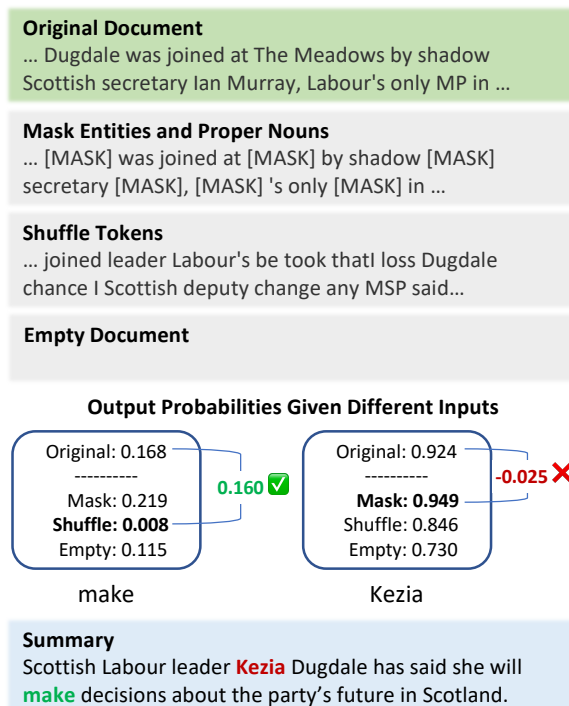 Original Document
... Dugdale was joined at The Meadows by shadow
Scottish secretary Ian Murray, Labour's only MP in ...
Mask Entities and Proper Nouns
... [MASK] was joined at [MASK] by shadow [MASK]
secretary [MASK], [MASK] 's only [MASK] in ...
Shuffle Tokens
... joined leader Labour's be took thatI loss Dugdale
chance I Scottish deputy change any MSP said...
Empty Document
Output Probabilities Given Different Inputs
Original: 0.168
----------
Mask: 0.219
Shuffle: 0.008
Empty: 0.115
0.160
make
Original: 0.924
----------
Mask: 0.949
Shuffle: 0.846
Empty: 0.730
-0.025
Kezia
Summary
Scottish Labour leader Kezia Dugdale has said she will
make decisions about the party’s future in Scotland.